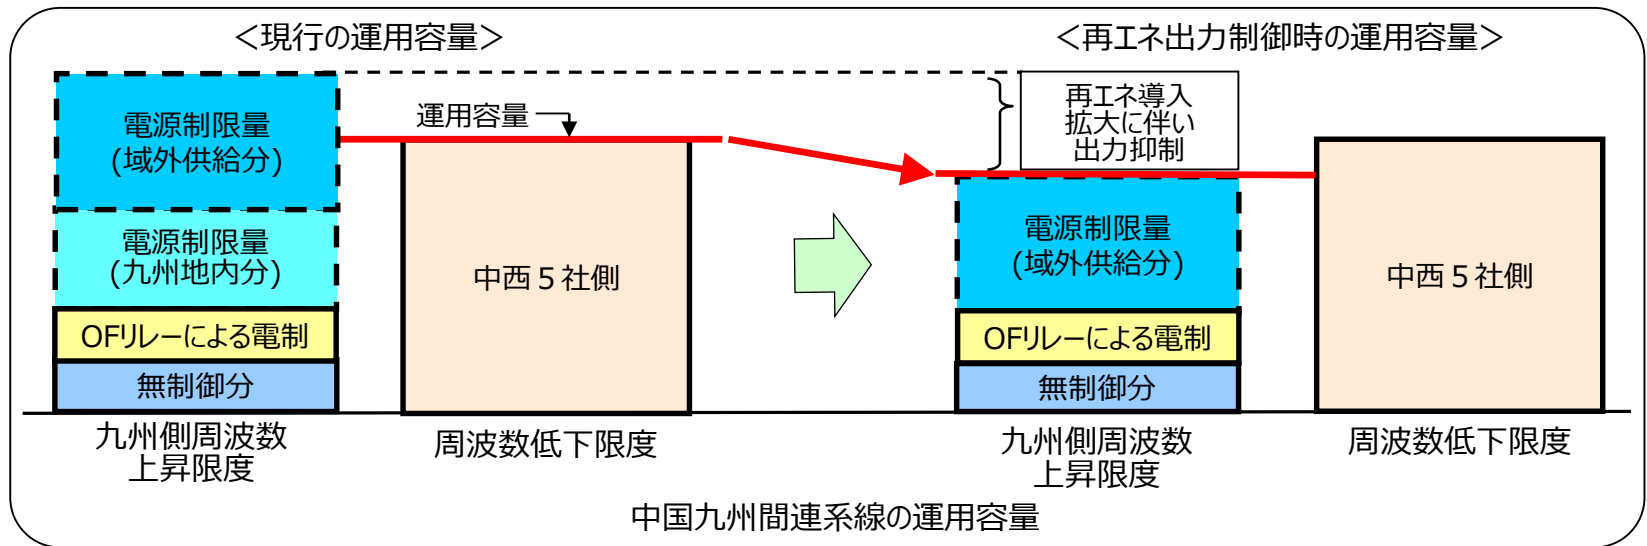 ＜現行の運用容量＞
＜再エネ出力制御時の運用容量＞
電源制限量
(域外供給分)
電源制限量
(九州地内分)
OFリレーによる電制
無制御分
九州側周波数
上昇限度
運用容量
中西５社側
周波数低下限度
再エネ導入
拡大に伴い
出力抑制
電源制限量
(域外供給分)
OFリレーによる電制
無制御分
九州側周波数
上昇限度
中西５社側
周波数低下限度
中国九州間連系線の運用容量